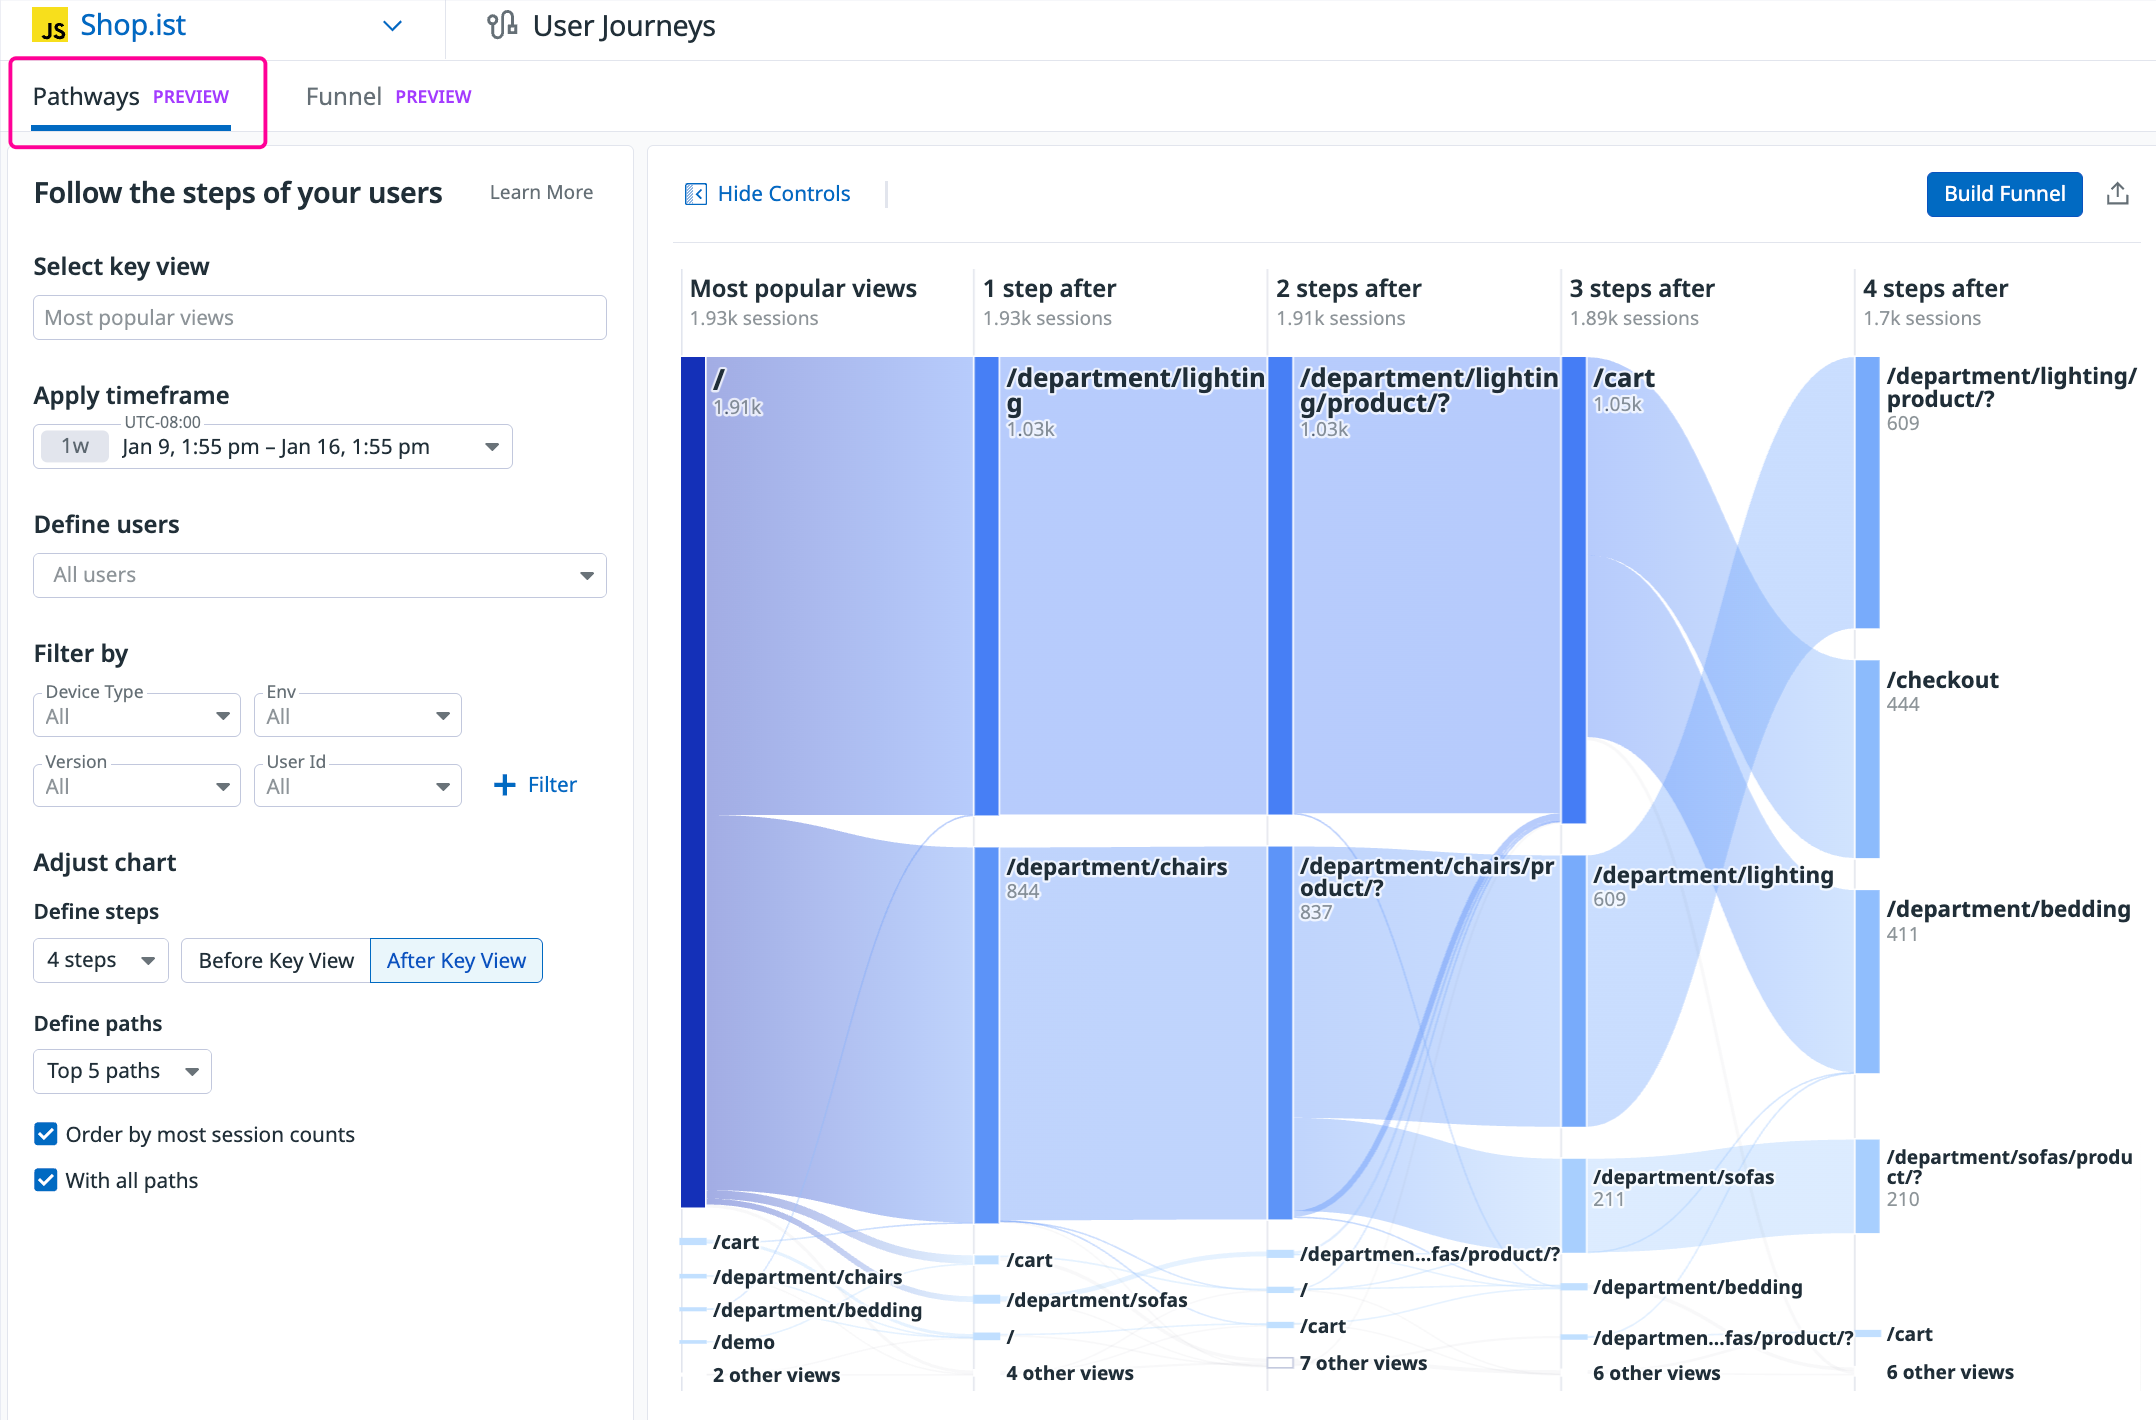 JS Shop.ist
User Journeys
Pathways PREVIEW
Funnel PREVIEW
Follow the steps of your users
Learn More
Select key view
Most popular views
Apply timeframe
UTC-08:00
1w Jan 9, 1:55 pm – Jan 16, 1:55 pm
Define users
All users
Filter by
Device Type
All
Env
All
Version
All
User Id
All
+ Filter
Adjust chart
Define steps
4 steps
Before Key View
After Key View
Define paths
Top 5 paths
Order by most session counts
With all paths
Hide Controls
Build Funnel
Most popular views
1.93k sessions
/
1.91k
/cart
/department/chairs
/department/bedding
/demo
2 other views
1 step after
1.93k sessions
/department/lightin
g
1.03k
/department/chairs
844
/cart
/department/sofas
/
4 other views
2 steps after
1.91k sessions
/department/lightin
g/product/?
1.03k
/department/chairs/pr
oduct/?
837
/departmen...fas/product/?
/
/cart
7 other views
3 steps after
1.89k sessions
/cart
1.05k
/department/lighting
609
/department/sofas
211
/department/bedding
/departmen...fas/product/?
6 other views
4 steps after
1.7k sessions
/department/lighting/
product/?
609
/checkout
444
/department/bedding
411
/department/sofas/produ
ct/?
210
/cart
6 other views